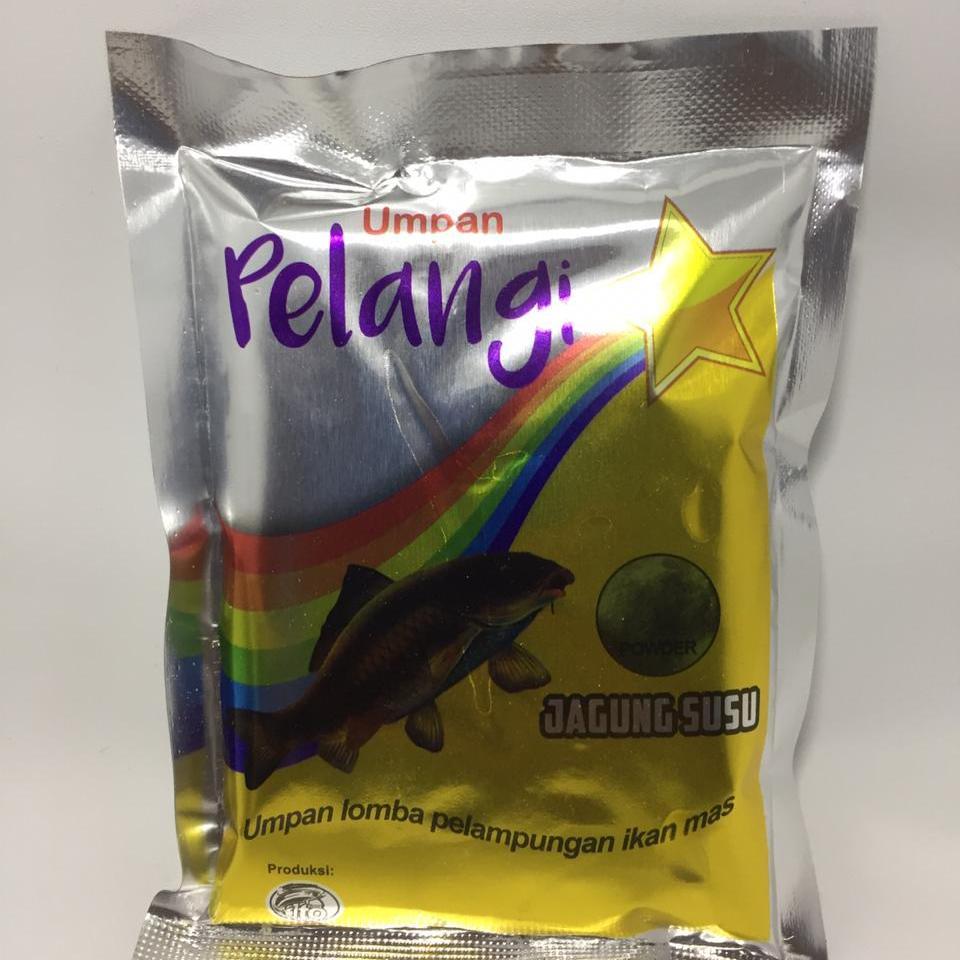 Umpan
Pelangi
POWDER
JAGUNG SUSU
Umpan lomba pelampungan ikan mas
Produksi: